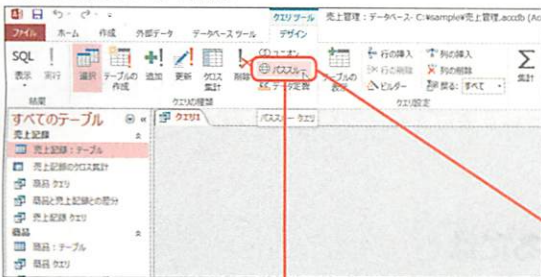 クエリツール
売上管理：データベース- C:¥sample¥売上管理.accdb (Ac
ファイル ホーム 作成 外部データ データベース ツール デザイン
SQL 表示
実行
選択
テーブルの作成
追加
更新
クロス集計
削除
ユニオン
パススルー
データ定義
テーブルの表示
行の挿入
行の削除
ビルダー
列の挿入
列の削除
戻る: すべて
Σ
集計
結果
クエリの種類
クエリ設定
すべてのテーブル
クエリ1
パススルー クエリ
売上記録
売上記録：テーブル
売上記録のクロス集計
商品 クエリ
商品と売上記録との差分
売上記録 クエリ
商品
商品：テーブル
商品 クエリ